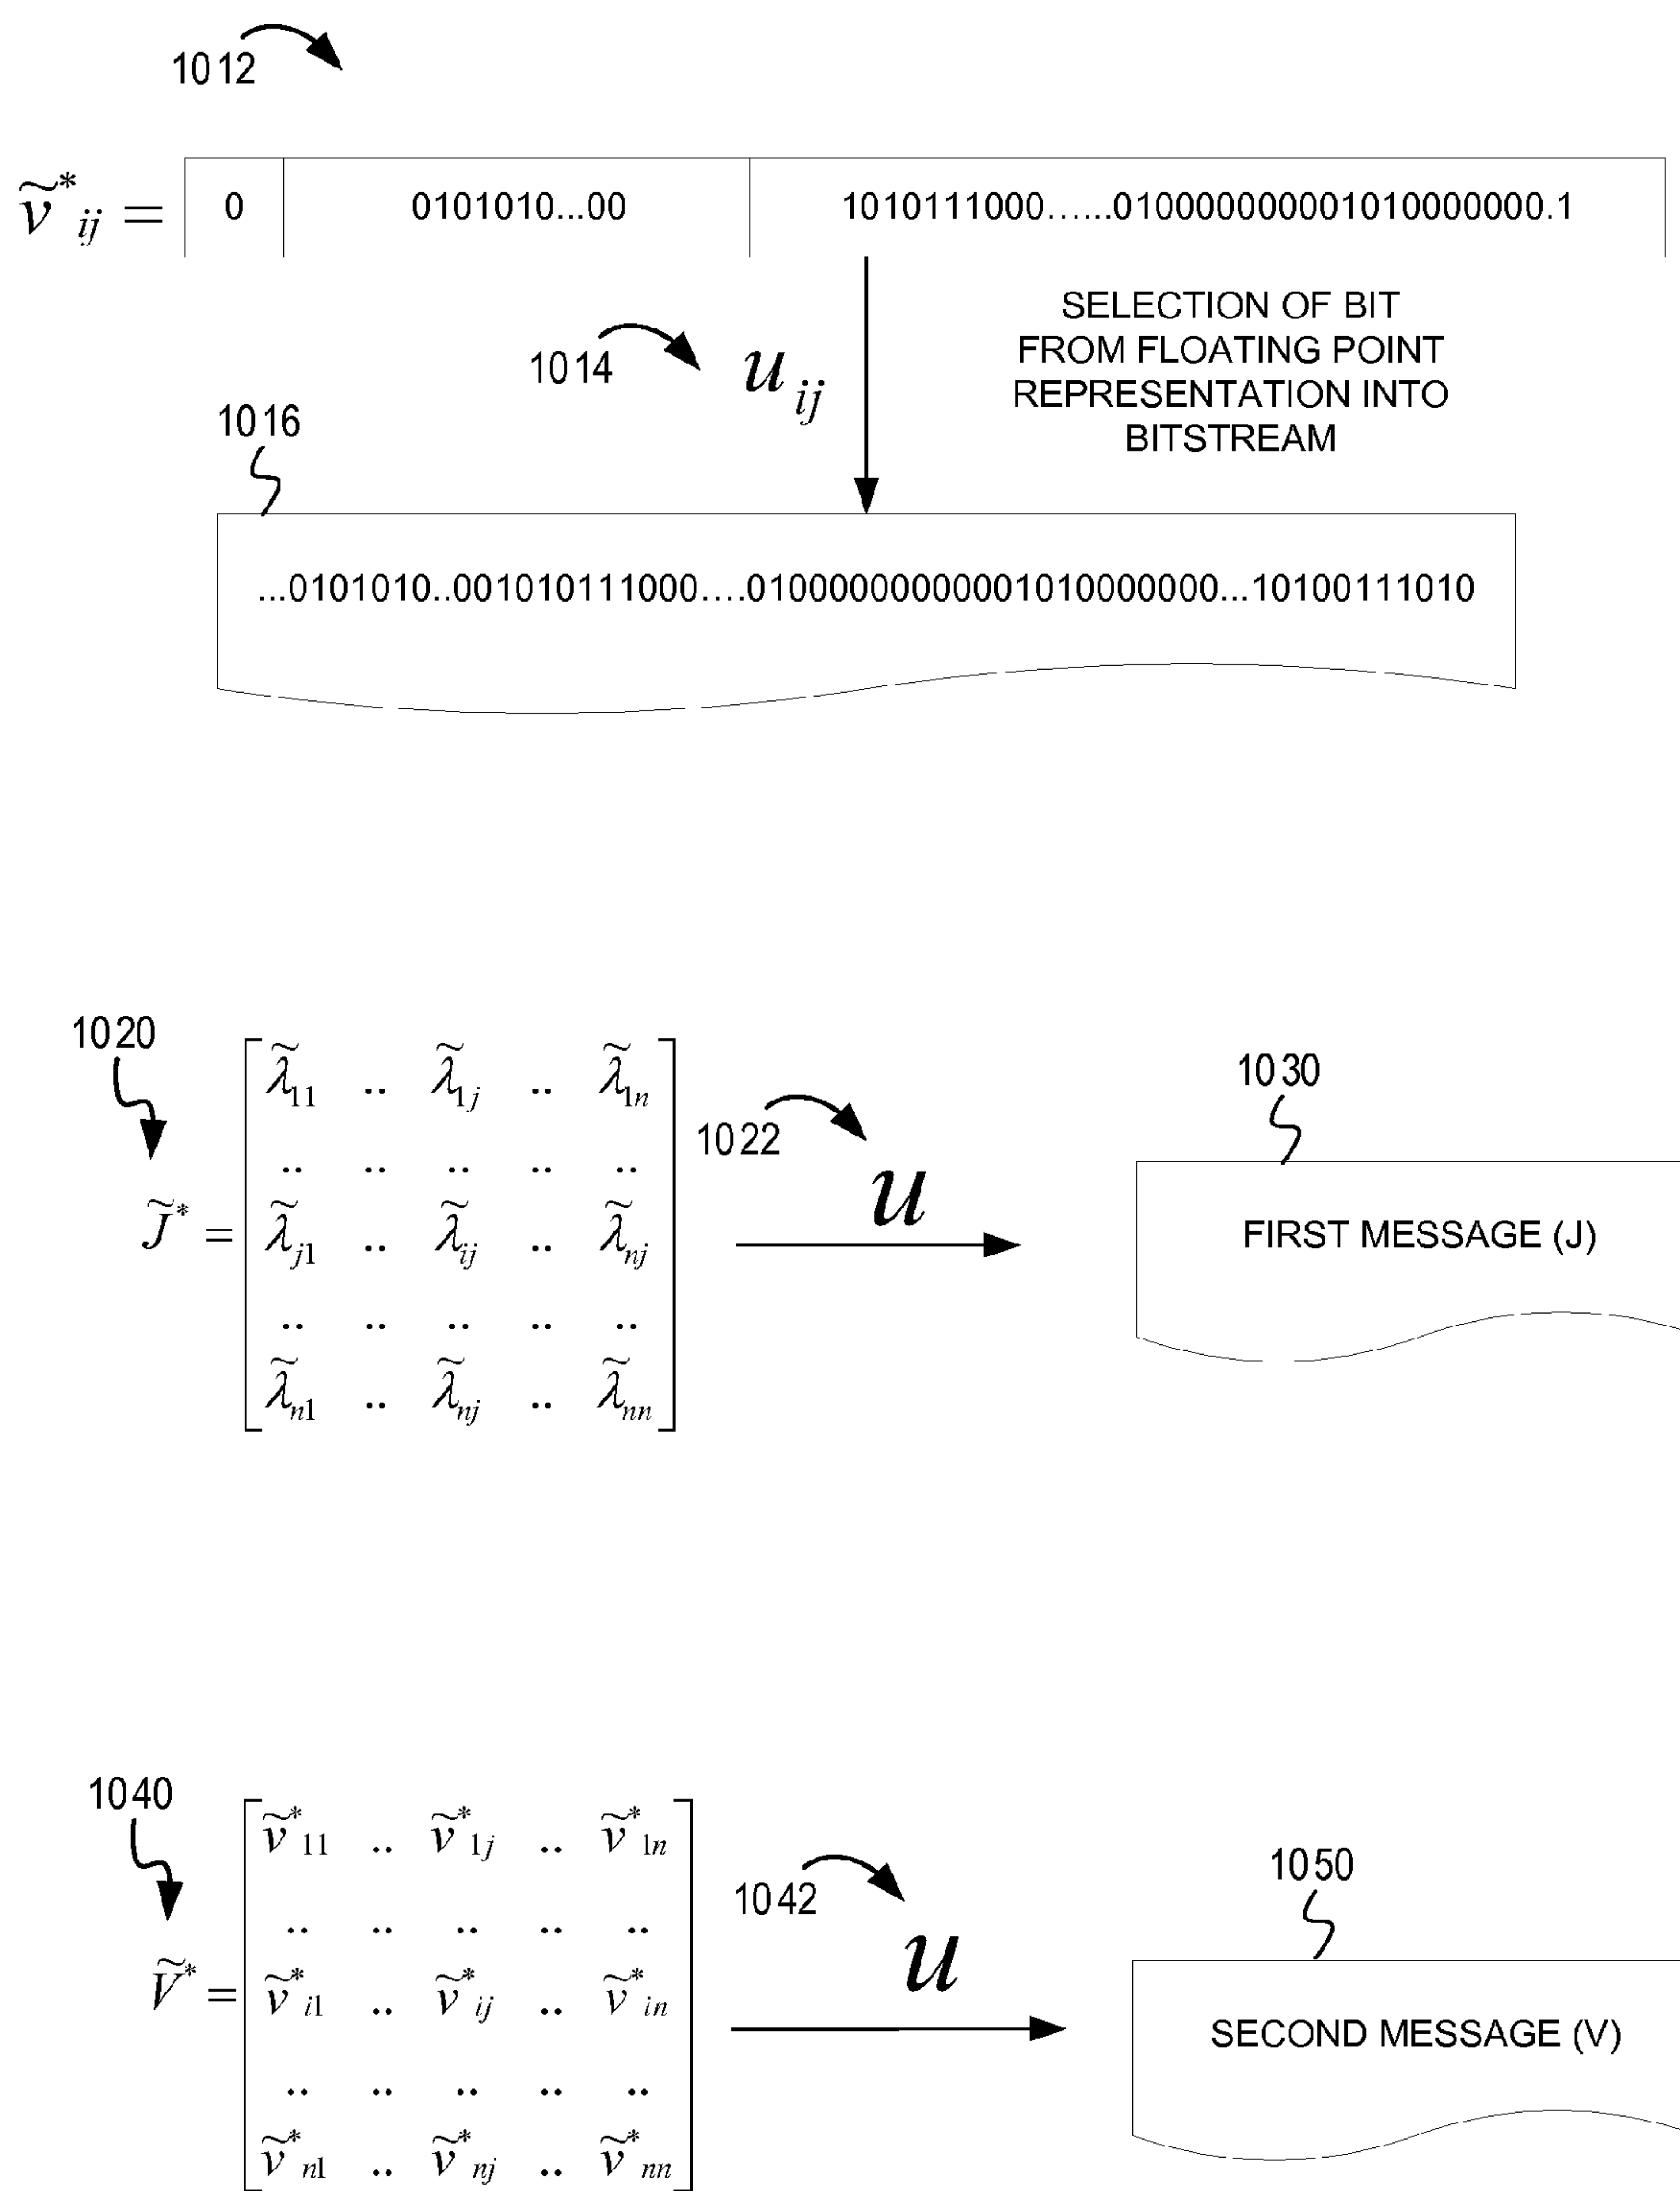 1012
ṽ*ij = 0 0101010...00 1010111000......010000000001010000000.1
SELECTION OF BIT
FROM FLOATING POINT
REPRESENTATION INTO
BITSTREAM
1014 uij
1016
...0101010..001010111000....01000000000001010000000...10100111010
1020
λ̃11 .. λ̃1j .. λ̃1n
1022
1030
.. .. .. .. ..
u
J̃* = λ̃j1 .. λ̃ij .. λ̃nj
FIRST MESSAGE (J)
.. .. .. .. ..
λ̃n1 .. λ̃nj .. λ̃nn
1040
ṽ*11 .. ṽ*1j .. ṽ*1n
1042
1050
.. .. .. .. ..
u
Ṽ* = ṽ*i1 .. ṽ*ij .. ṽ*in
SECOND MESSAGE (V)
.. .. .. .. ..
ṽ*n1 .. ṽ*nj .. ṽ*nn